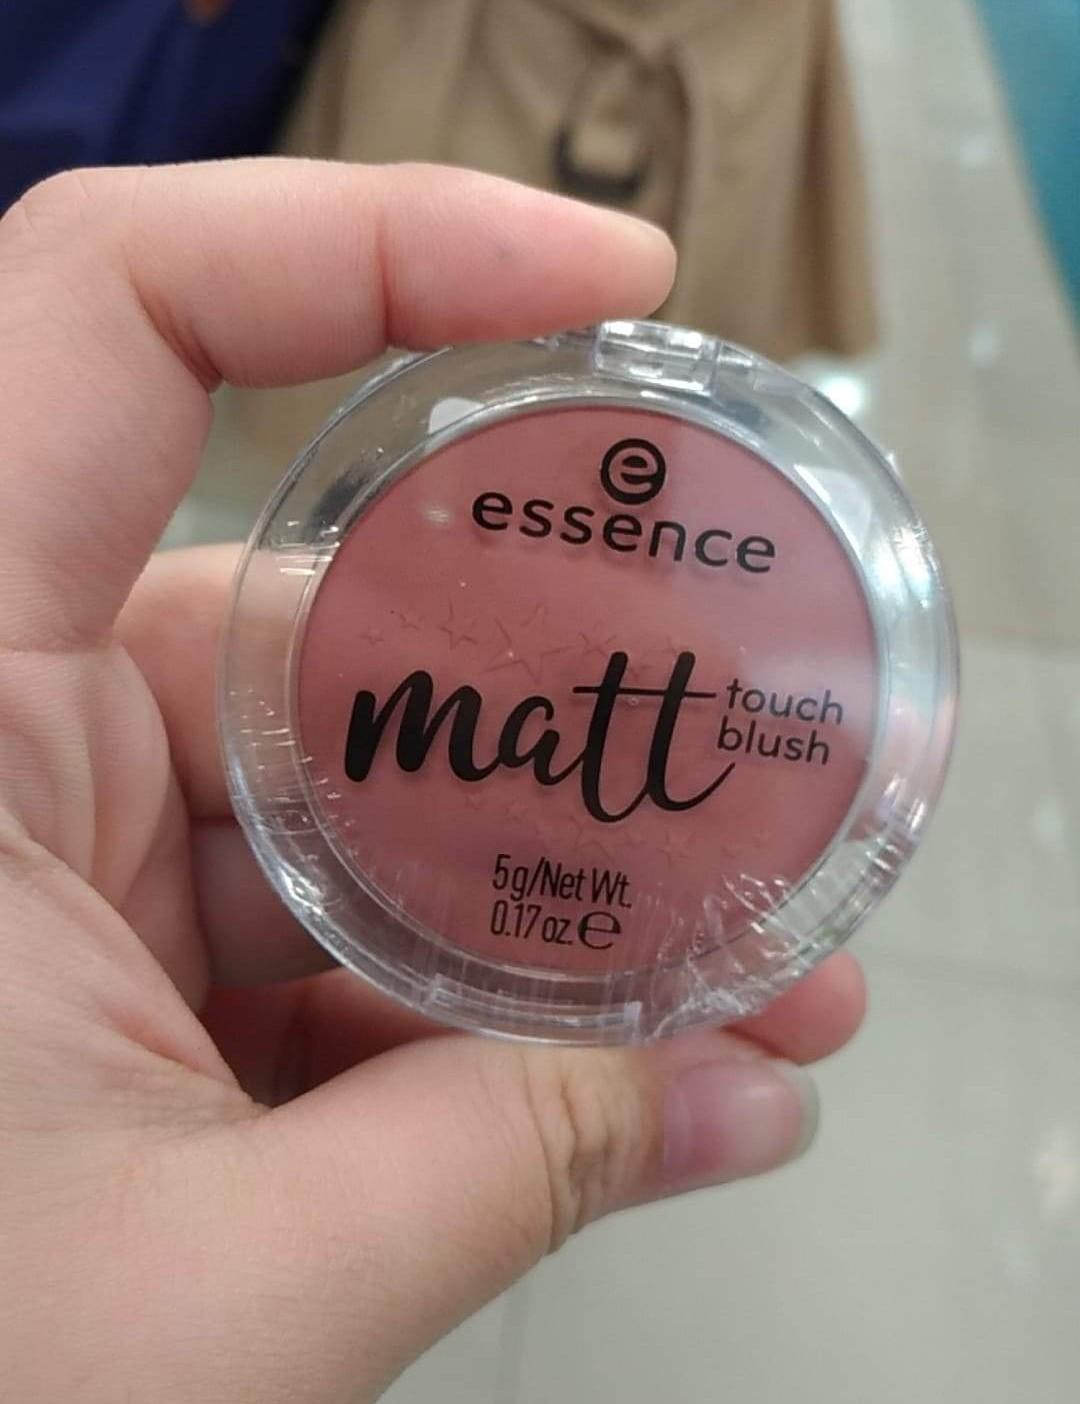 e
essence
matt touch
blush
5g/Net Wt.
0.17 oz. ℮